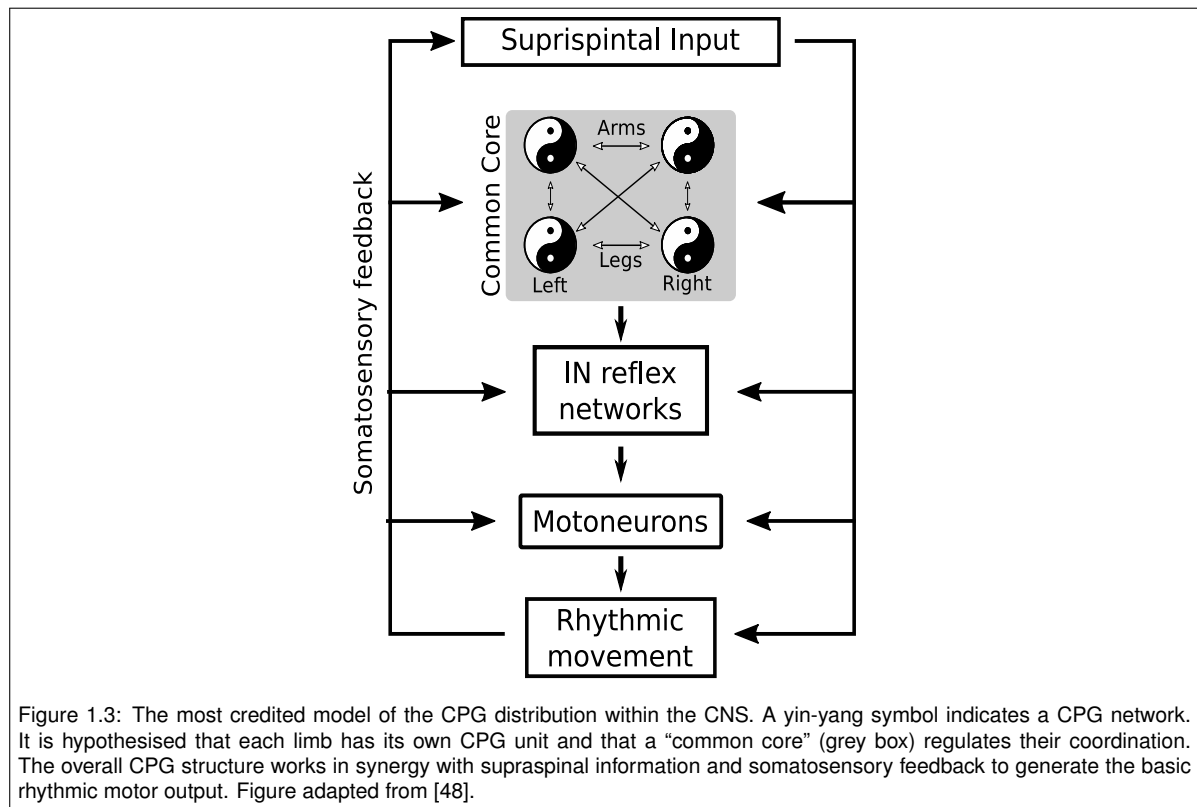 Suprispintal Input
Somatosensory feedback
Common Core
Arms
Legs
Left Right
IN reflex
networks
Motoneurons
Rhythmic
movement
Figure 1.3: The most credited model of the CPG distribution within the CNS. A yin-yang symbol indicates a CPG network.
It is hypothesised that each limb has its own CPG unit and that a “common core” (grey box) regulates their coordination.
The overall CPG structure works in synergy with supraspinal information and somatosensory feedback to generate the basic
rhythmic motor output. Figure adapted from [48].